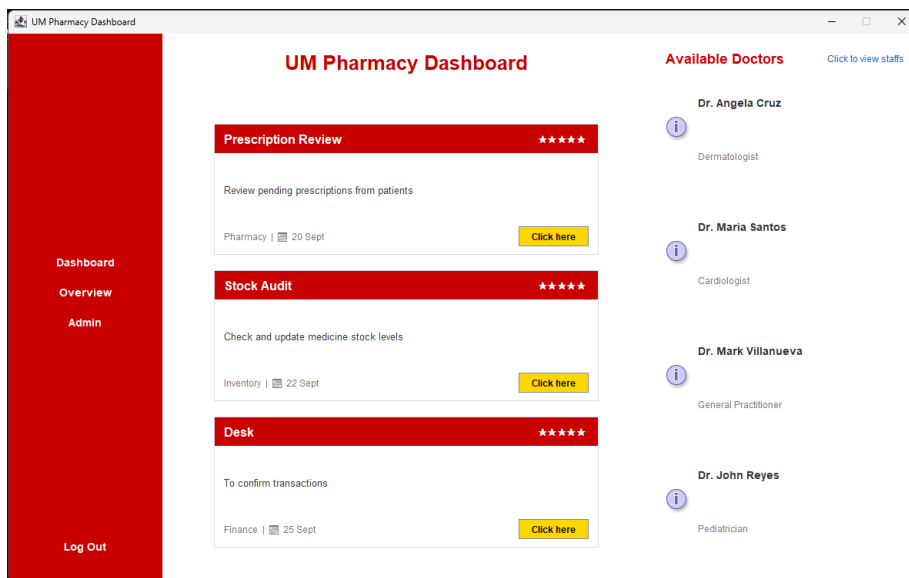 UM Pharmacy Dashboard
Dashboard
Overview
Admin
Log Out
UM Pharmacy Dashboard
Prescription Review ★★★★★
Review pending prescriptions from patients
Pharmacy | 20 Sept
Click here
Stock Audit ★★★★★
Check and update medicine stock levels
Inventory | 22 Sept
Click here
Desk ★★★★★
To confirm transactions
Finance | 25 Sept
Click here
Available Doctors
Click to view staffs
Dr. Angela Cruz
i
Dermatologist
Dr. Maria Santos
i
Cardiologist
Dr. Mark Villanueva
i
General Practitioner
Dr. John Reyes
i
Pediatrician